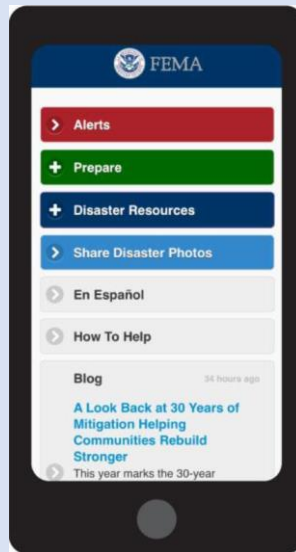 FEMA
Alerts
Prepare
Disaster Resources
Share Disaster Photos
En Español
How To Help
Blog 34 hours ago
A Look Back at 30 Years of
Mitigation Helping
Communities Rebuild
Stronger
This year marks the 30-year